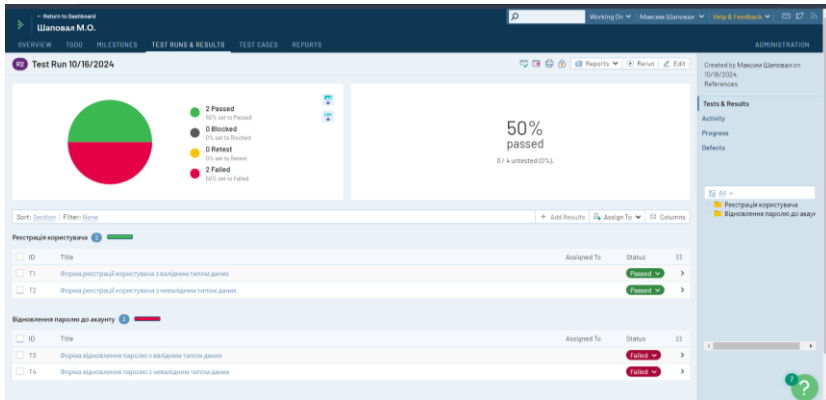 ← Return to Dashboard
Шаповал М.О.
Working On
Максим Шаповал
Help & Feedback
OVERVIEW TODO MILESTONES TEST RUNS & RESULTS TEST CASES REPORTS ADMINISTRATION
R2 Test Run 10/16/2024
Reports Rerun Edit
2 Passed
50% set to Passed
0 Blocked
0% set to Blocked
0 Retest
0% set to Retest
2 Failed
50% set to Failed
50%
passed
0 / 4 untested (0%).
Created by Максим Шаповал on
10/16/2024.
References
Tests & Results
Activity
Progress
Defects
All
Реєстрація користувача
Відновлення паролю до акаун
Sort: Section Filter: None
+ Add Results Assign To Columns
Реєстрація користувача 2
ID Title Assigned To Status
T1 Форма реєстрації користувача з валідним типом даних Passed
T2 Форма реєстрації користувача з невалідним типом даних Passed
Відновлення паролю до акаунту 2
ID Title Assigned To Status
T3 Форма відновлення паролю з валідним типом даних Failed
T4 Форма відновлення паролю з невалідним типом даних Failed
7
?